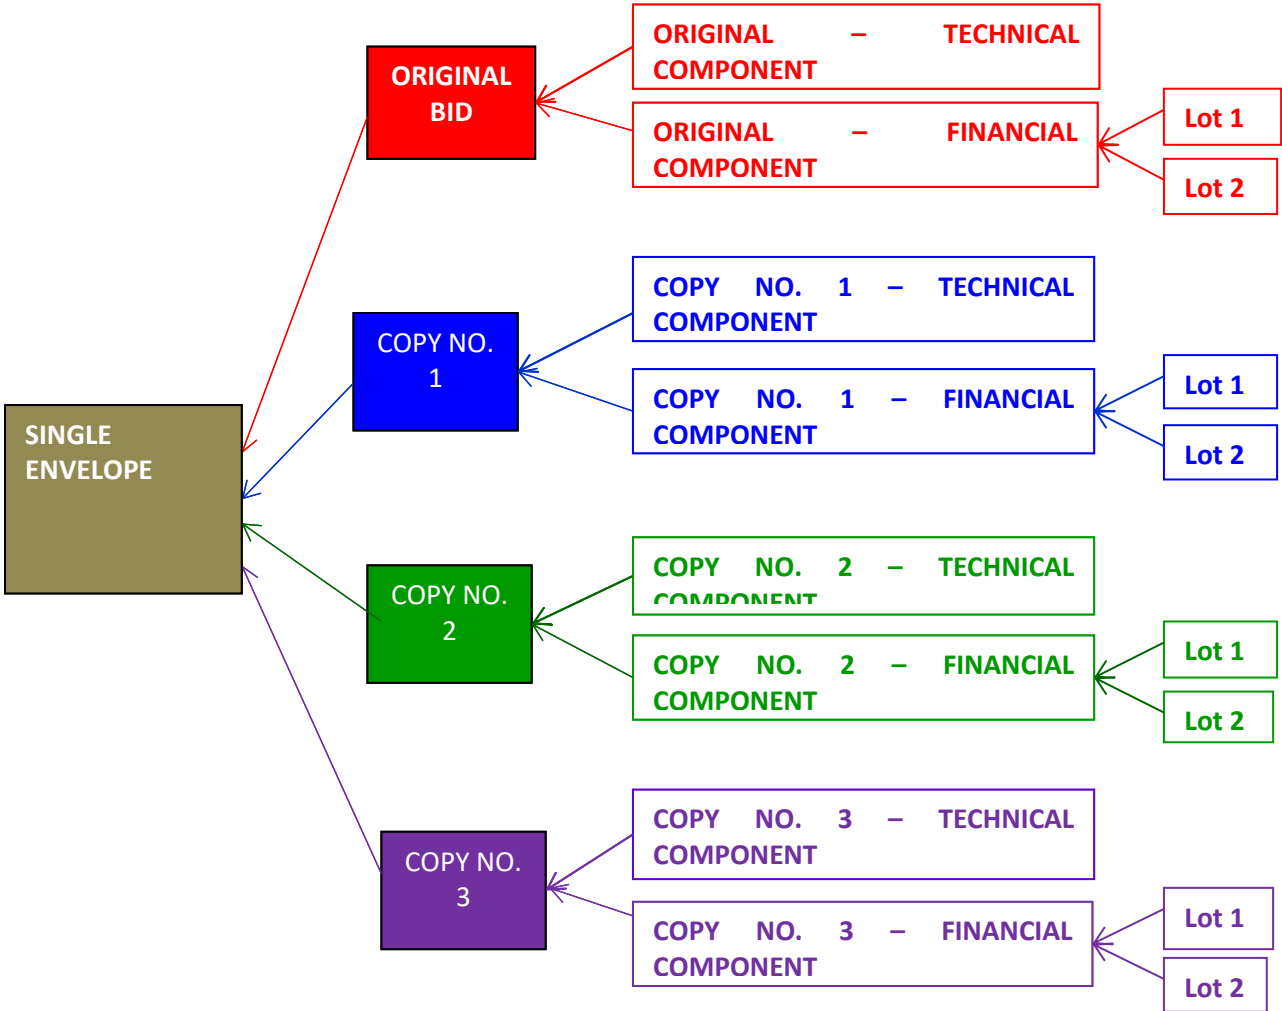 ORIGINAL – TECHNICAL
COMPONENT
ORIGINAL
BID
ORIGINAL – FINANCIAL
COMPONENT
Lot 1
Lot 2
COPY NO. 1 – TECHNICAL
COMPONENT
COPY NO.
1
COPY NO. 1 – FINANCIAL
COMPONENT
Lot 1
Lot 2
SINGLE
ENVELOPE
COPY NO. 2 – TECHNICAL
COMPONENT
COPY NO.
2
COPY NO. 2 – FINANCIAL
COMPONENT
Lot 1
Lot 2
COPY NO. 3 – TECHNICAL
COMPONENT
COPY NO.
3
COPY NO. 3 – FINANCIAL
COMPONENT
Lot 1
Lot 2